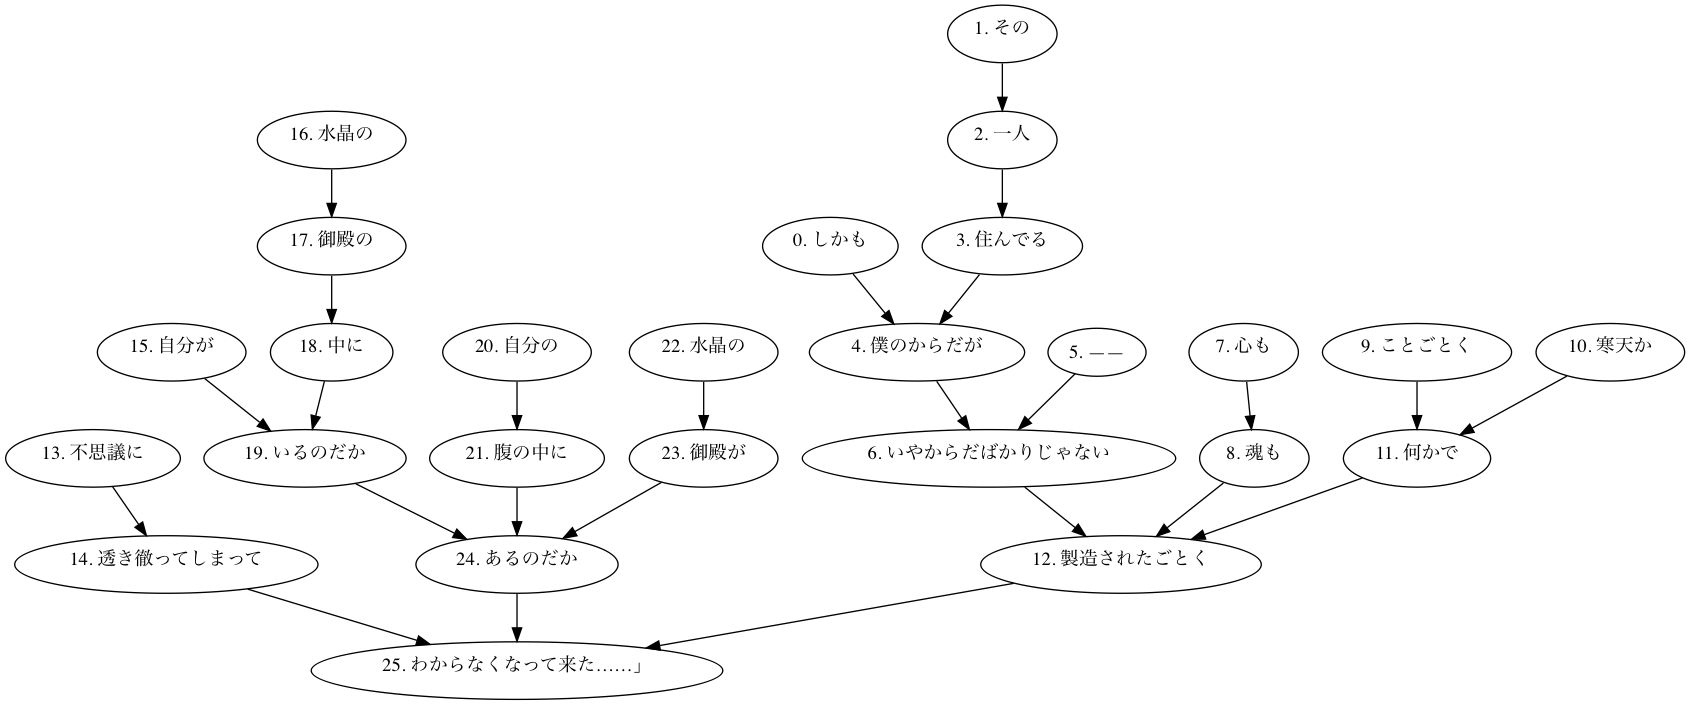 1. その
16. 水晶の
2. 一人
17. 御殿の
0. しかも
3. 住んでる
15. 自分が
18. 中に
20. 自分の
22. 水晶の
4. 僕のからだが
5. ——
7. 心も
9. ことごとく
10. 寒天か
13. 不思議に
19. いるのだか
21. 腹の中に
23. 御殿が
6. いやからだばかりじゃない
8. 魂も
11. 何かで
14. 透き徹ってしまって
24. あるのだか
12. 製造されたごとく
25. わからなくなって来た……」